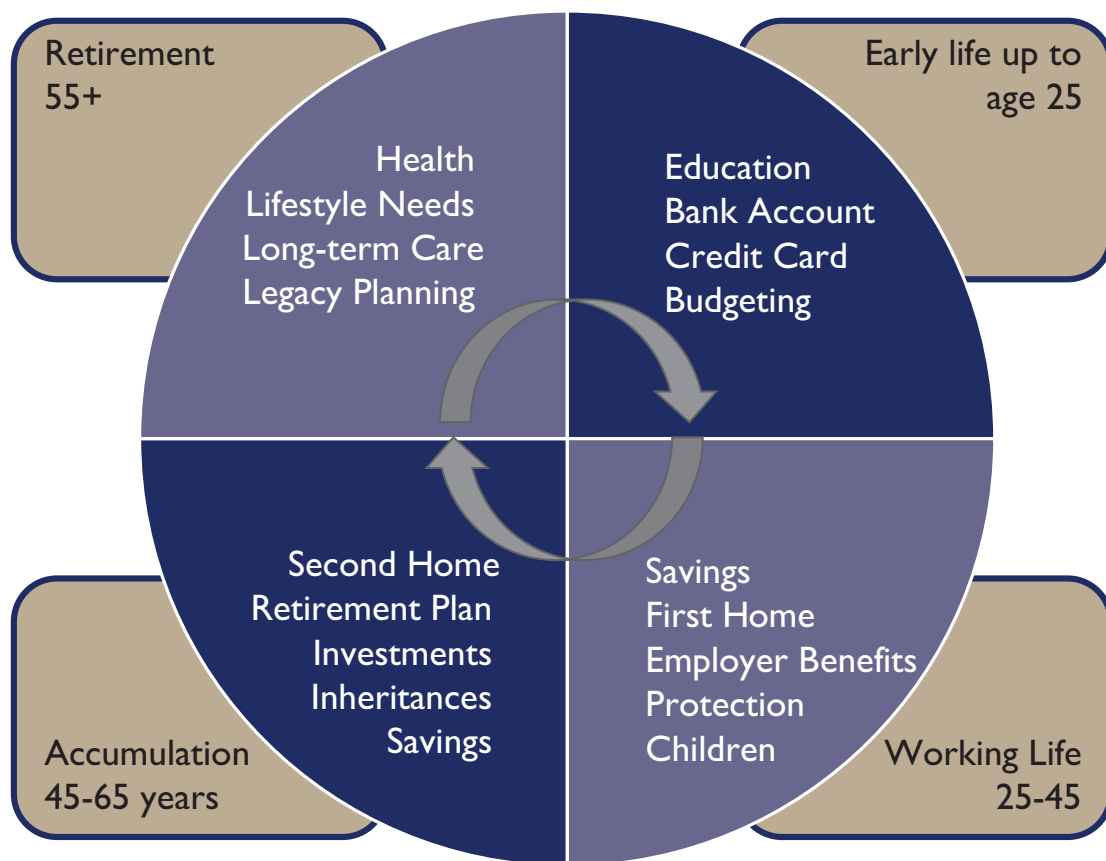 Retirement
55+
Early life up to
age 25
Health
Lifestyle Needs
Long-term Care
Legacy Planning
Education
Bank Account
Credit Card
Budgeting
Second Home
Retirement Plan
Investments
Inheritances
Savings
Savings
First Home
Employer Benefits
Protection
Children
Accumulation
45-65 years
Working Life
25-45